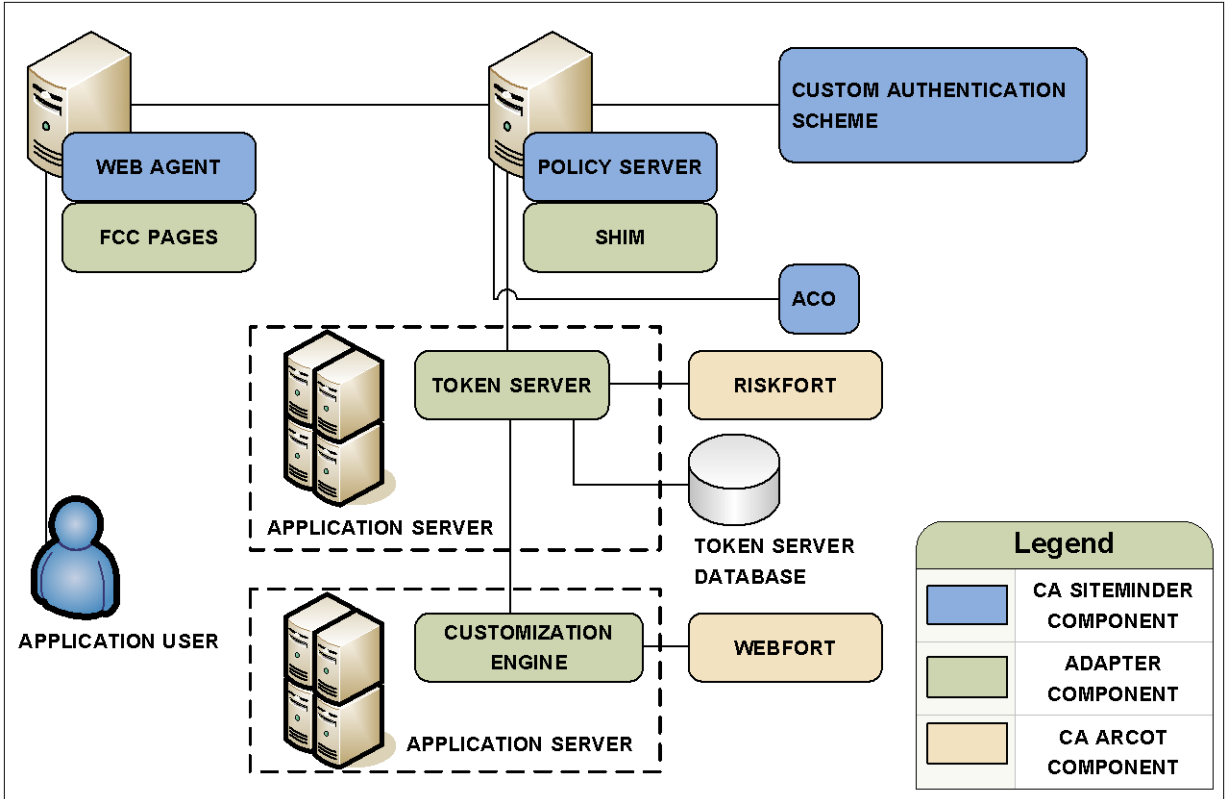 CUSTOM AUTHENTICATION
SCHEME
WEB AGENT
POLICY SERVER
FCC PAGES
SHIM
ACO
TOKEN SERVER
RISKFORT
APPLICATION SERVER
TOKEN SERVER
DATABASE
Legend
CA SITEMINDER
COMPONENT
ADAPTER
COMPONENT
CA ARCOT
COMPONENT
APPLICATION USER
CUSTOMIZATION
ENGINE
WEBFORT
APPLICATION SERVER